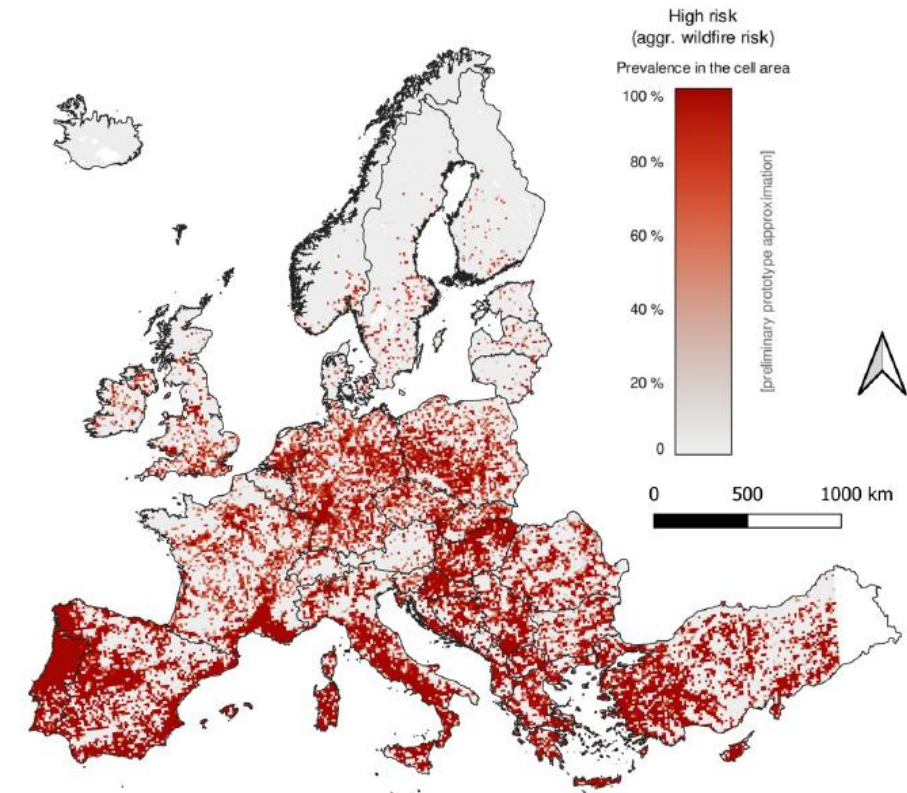 High risk
(aggr. wildfire risk)
Prevalence in the cell area
100 %
80 %
60 %
40 %
20 %
0
[preliminary prototype approximation]
0 500 1000 km